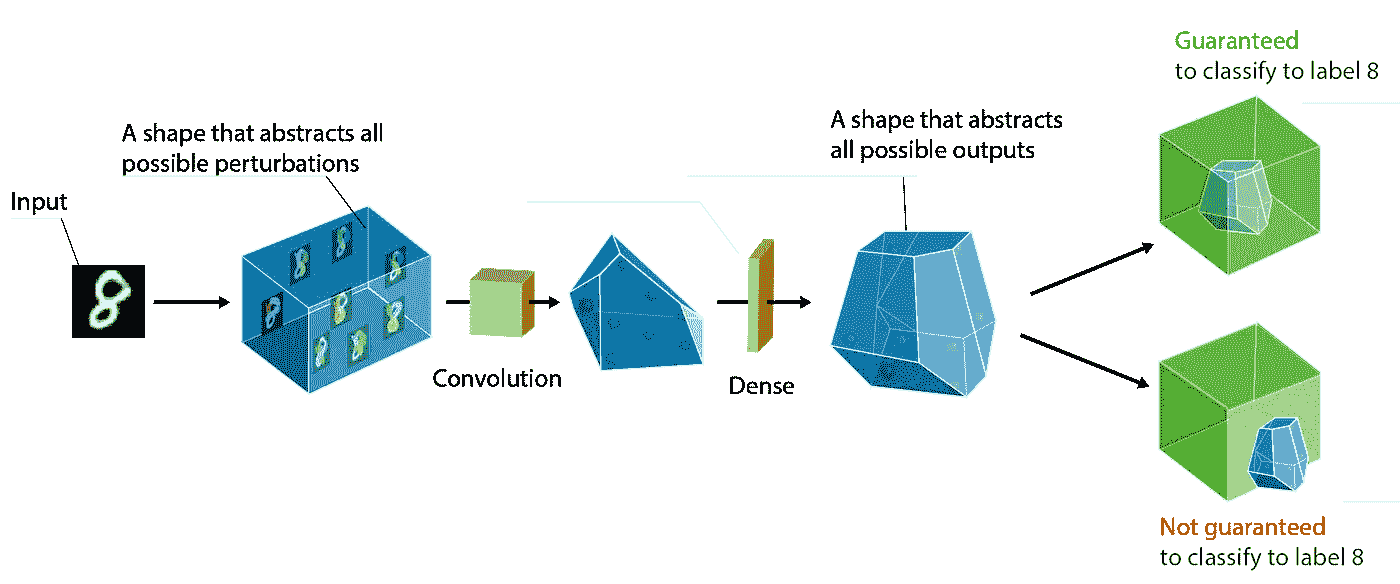 Input
A shape that abstracts all
possible perturbations
Convolution
Dense
A shape that abstracts
all possible outputs
Guaranteed
to classify to label 8
Not guaranteed
to classify to label 8